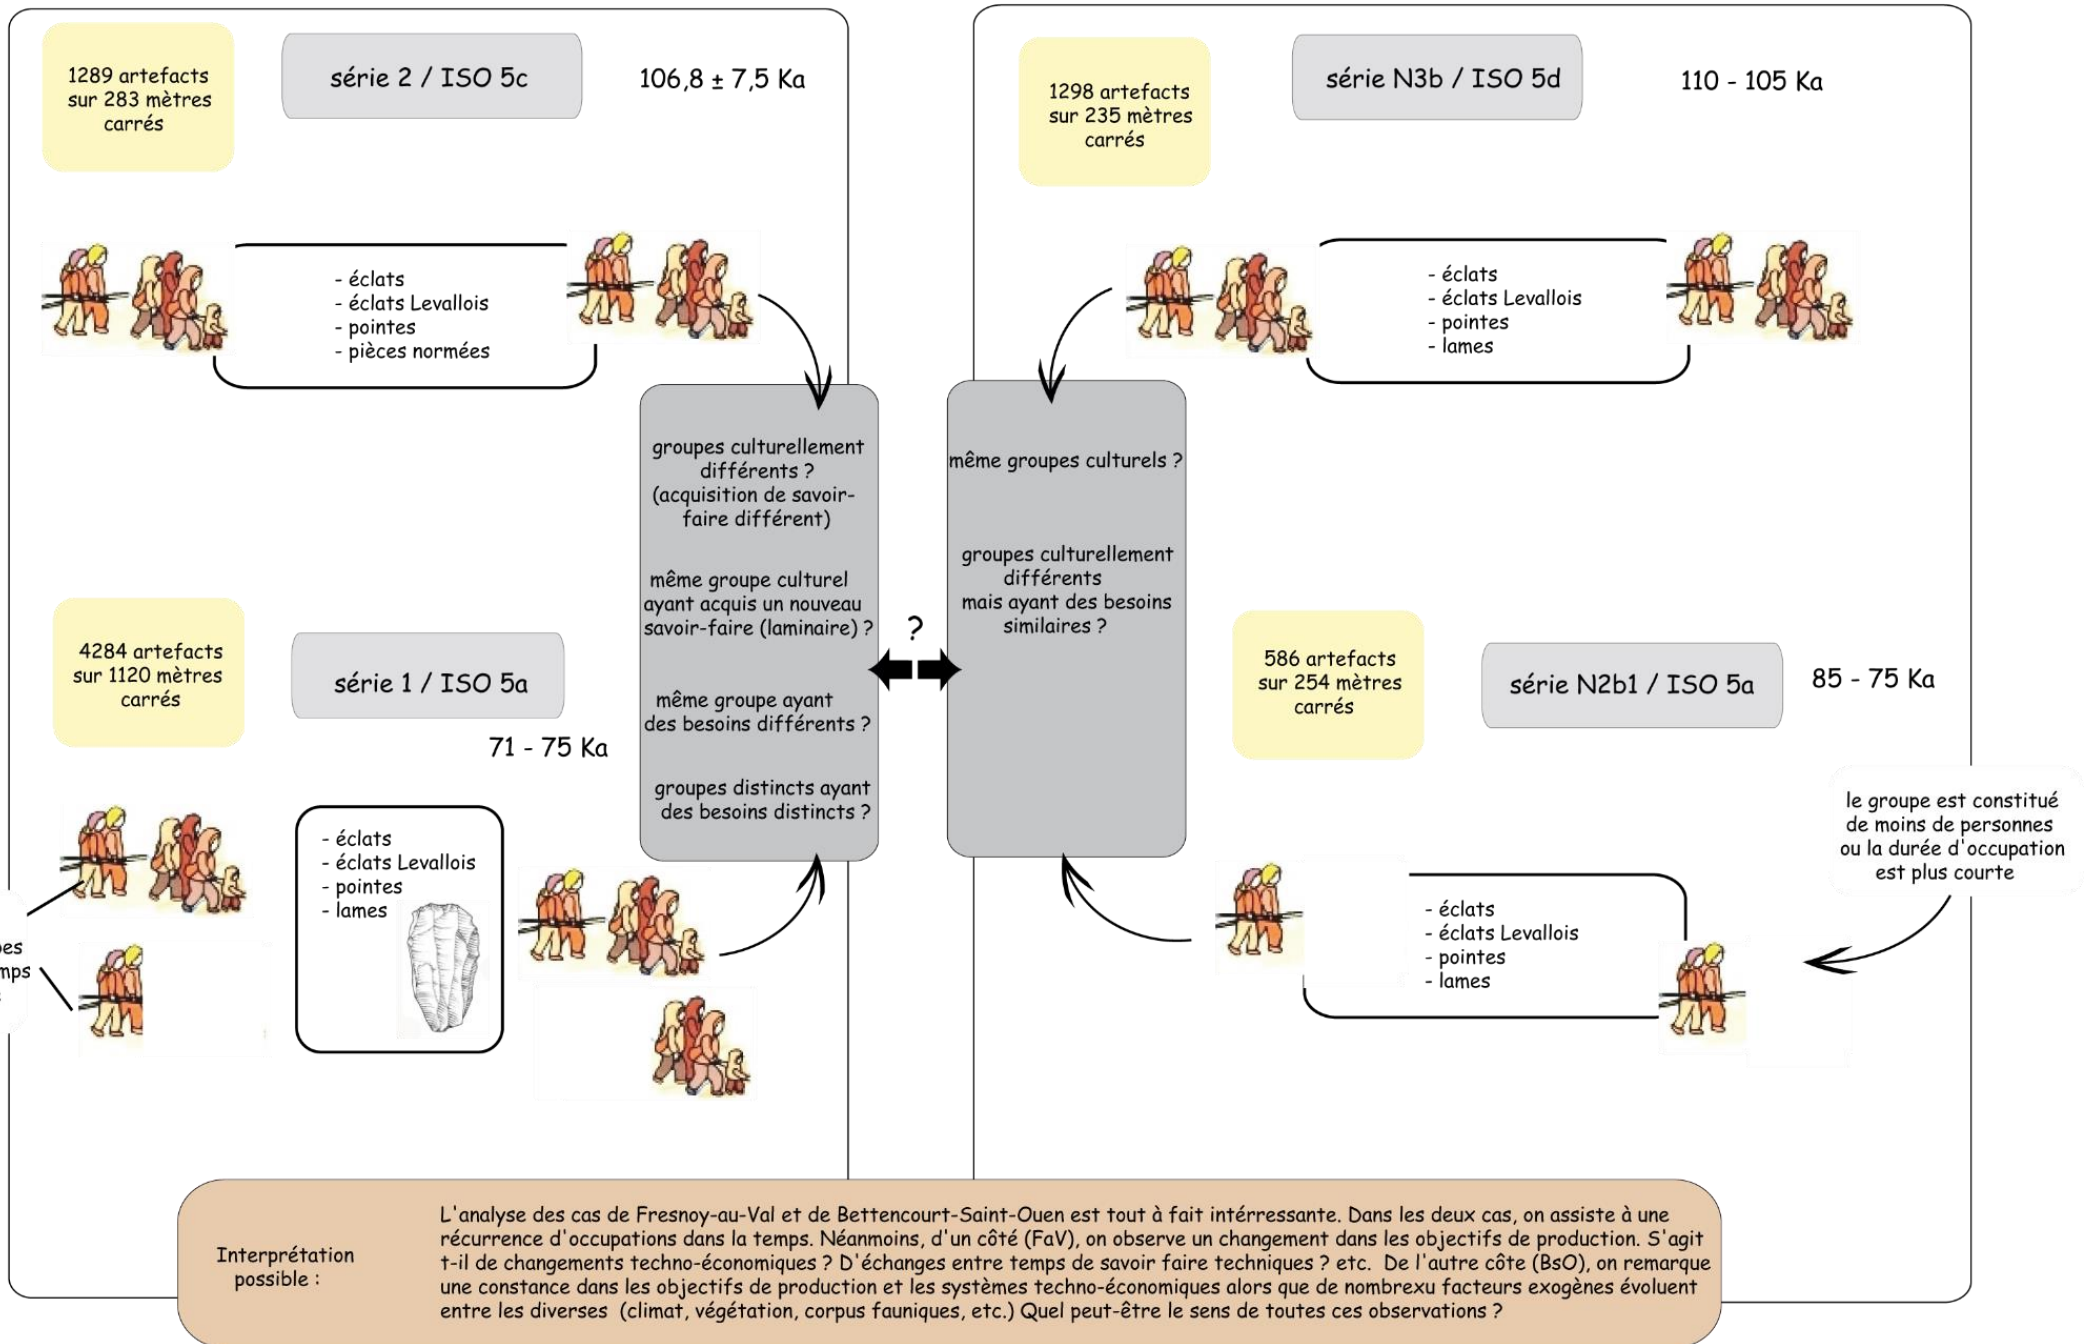 1289 artefacts
sur 283 mètres
carrés
série 2 / ISO 5c
106,8 ± 7,5 Ka
- éclats
- éclats Levallois
- pointes
- pièces normées
groupes culturellement
différents ?
(acquisition de savoir-
faire différent)
même groupe culturel
ayant acquis un nouveau
savoir-faire (laminaire) ?
même groupe ayant
des besoins différents ?
groupes distincts ayant
des besoins distincts ?
4284 artefacts
sur 1120 mètres
carrés
série 1 / ISO 5a
71 - 75 Ka
- éclats
- éclats Levallois
- pointes
- lames
?
1298 artefacts
sur 235 mètres
carrés
série N3b / ISO 5d
110 - 105 Ka
- éclats
- éclats Levallois
- pointes
- lames
même groupes culturels ?
groupes culturellement
différents
mais ayant des besoins
similaires ?
586 artefacts
sur 254 mètres
carrés
série N2b1 / ISO 5a
85 - 75 Ka
le groupe est constitué
de moins de personnes
ou la durée d'occupation
est plus courte
- éclats
- éclats Levallois
- pointes
- lames
Interprétation
possible :
L'analyse des cas de Fresnoy-au-Val et de Bettencourt-Saint-Ouen est tout à fait intérressante. Dans les deux cas, on assiste à une
récurrence d'occupations dans la temps. Néanmoins, d'un côté (FaV), on observe un changement dans les objectifs de production. S'agit
t-il de changements techno-économiques ? D'échanges entre temps de savoir faire techniques ? etc. De l'autre côte (BsO), on remarque
une constance dans les objectifs de production et les systèmes techno-économiques alors que de nombrexu facteurs exogènes évoluent
entre les diverses (climat, végétation, corpus fauniques, etc.) Quel peut-être le sens de toutes ces observations ?